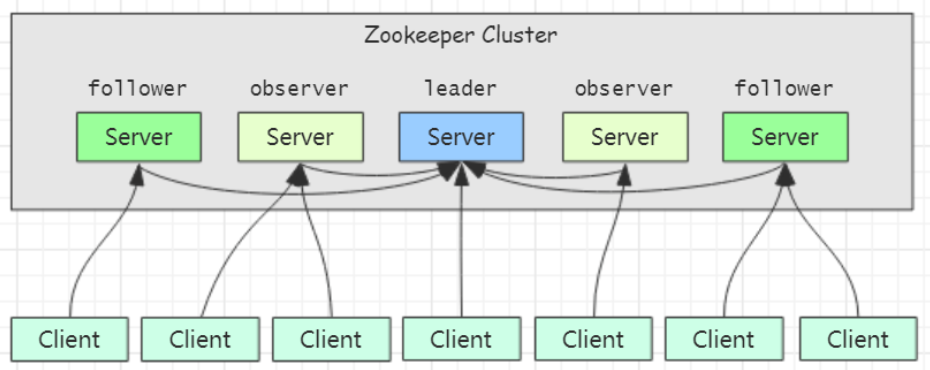 Zookeeper Cluster
follower observer leader observer follower
Server Server Server Server Server
Client Client Client Client Client Client Client